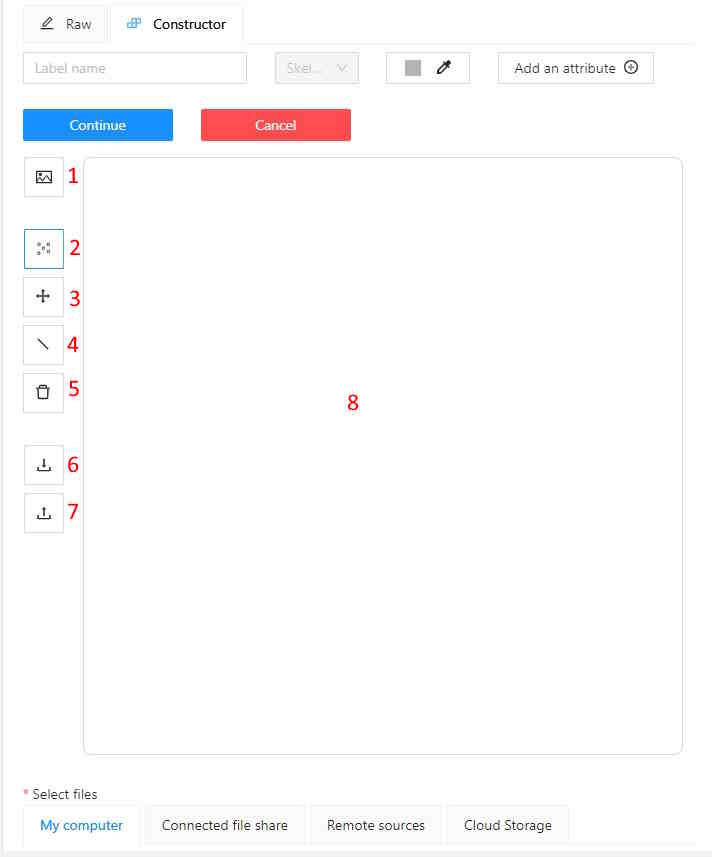 Raw Constructor
Label name Skel... Add an attribute
Continue Cancel
1
2
3
4
5
8
6
7
* Select files
My computer Connected file share Remote sources Cloud Storage